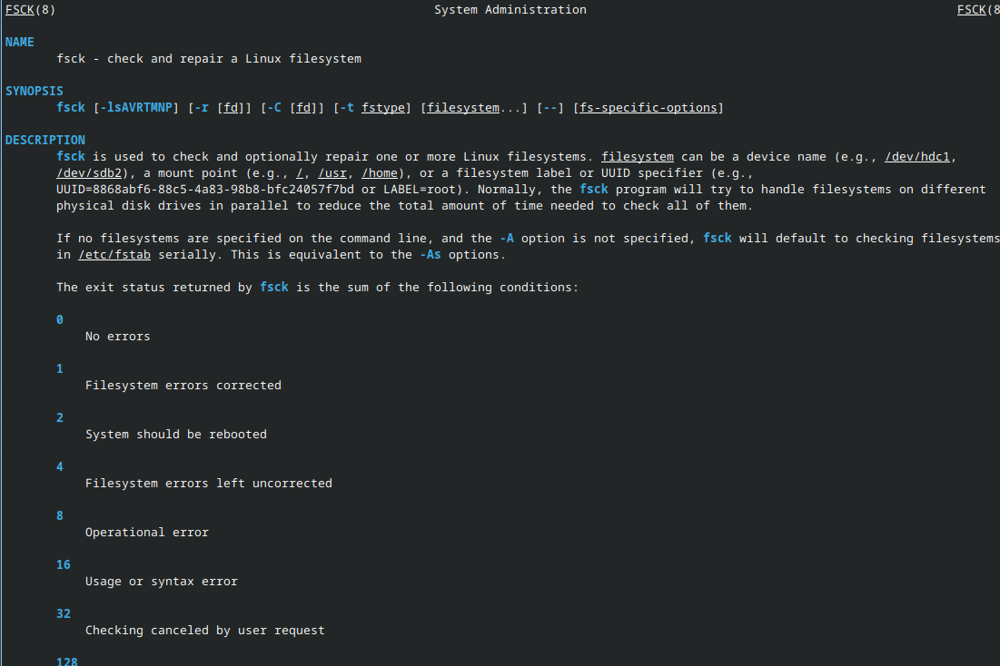 FSCK(8) System Administration FSCK(8
NAME
fsck - check and repair a Linux filesystem
SYNOPSIS
fsck [-lsAVRTMNP] [-r [fd]] [-C [fd]] [-t fstype] [filesystem...] [--] [fs-specific-options]
DESCRIPTION
fsck is used to check and optionally repair one or more Linux filesystems. filesystem can be a device name (e.g., /dev/hdc1,
/dev/sdb2), a mount point (e.g., /, /usr, /home), or a filesystem label or UUID specifier (e.g.,
UUID=8868abf6-88c5-4a83-98b8-bfc24057f7bd or LABEL=root). Normally, the fsck program will try to handle filesystems on different
physical disk drives in parallel to reduce the total amount of time needed to check all of them.
If no filesystems are specified on the command line, and the -A option is not specified, fsck will default to checking filesystems
in /etc/fstab serially. This is equivalent to the -As options.
The exit status returned by fsck is the sum of the following conditions:
0
No errors
1
Filesystem errors corrected
2
System should be rebooted
4
Filesystem errors left uncorrected
8
Operational error
16
Usage or syntax error
32
Checking canceled by user request
128